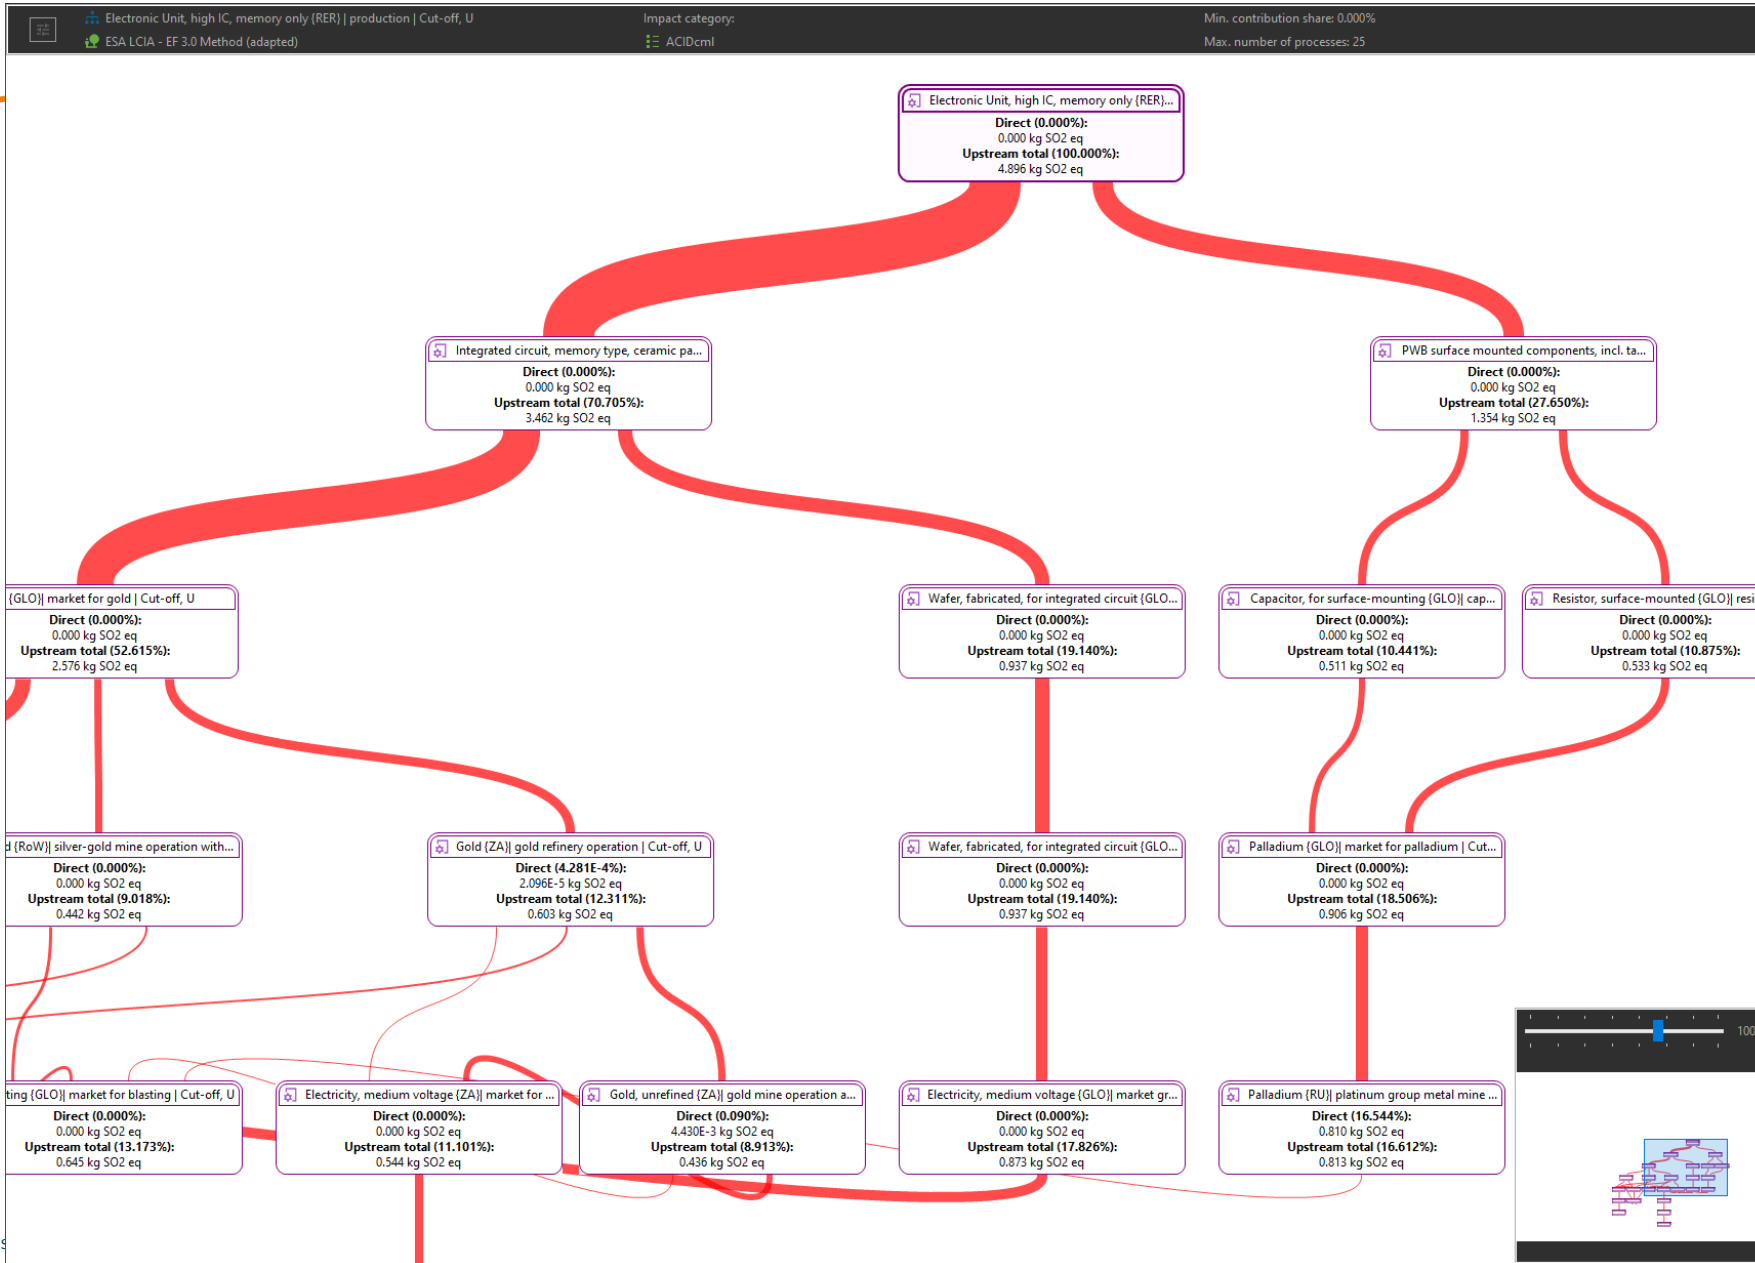 Electronic Unit, high IC, memory only {RER} | production | Cut-off, U
Impact category:
Min. contribution share: 0.000%
ESA LCIA - EF 3.0 Method (adapted)
ACIDcml
Max. number of processes: 25
Electronic Unit, high IC, memory only {RER}...
Direct (0.000%):
0.000 kg SO2 eq
Upstream total (100.000%):
4.896 kg SO2 eq
Integrated circuit, memory type, ceramic pa...
Direct (0.000%):
0.000 kg SO2 eq
Upstream total (70.705%):
3.462 kg SO2 eq
PWB surface mounted components, incl. ta...
Direct (0.000%):
0.000 kg SO2 eq
Upstream total (27.650%):
1.354 kg SO2 eq
{GLO}| market for gold | Cut-off, U
Direct (0.000%):
0.000 kg SO2 eq
Upstream total (52.615%):
2.576 kg SO2 eq
Wafer, fabricated, for integrated circuit {GLO...
Direct (0.000%):
0.000 kg SO2 eq
Upstream total (19.140%):
0.937 kg SO2 eq
Capacitor, for surface-mounting {GLO}| cap...
Direct (0.000%):
0.000 kg SO2 eq
Upstream total (10.441%):
0.511 kg SO2 eq
Resistor, surface-mounted {GLO}| resi
Direct (0.000%):
0.000 kg SO2 eq
Upstream total (10.875%):
0.533 kg SO2 eq
d {RoW}| silver-gold mine operation with...
Direct (0.000%):
0.000 kg SO2 eq
Upstream total (9.018%):
0.442 kg SO2 eq
Gold {ZA}| gold refinery operation | Cut-off, U
Direct (4.281E-4%):
2.096E-5 kg SO2 eq
Upstream total (12.311%):
0.603 kg SO2 eq
Wafer, fabricated, for integrated circuit {GLO...
Direct (0.000%):
0.000 kg SO2 eq
Upstream total (19.140%):
0.937 kg SO2 eq
Palladium {GLO}| market for palladium | Cut...
Direct (0.000%):
0.000 kg SO2 eq
Upstream total (18.506%):
0.906 kg SO2 eq
ting {GLO}| market for blasting | Cut-off, U
Direct (0.000%):
0.000 kg SO2 eq
Upstream total (13.173%):
0.645 kg SO2 eq
Electricity, medium voltage {ZA}| market for ...
Direct (0.000%):
0.000 kg SO2 eq
Upstream total (11.101%):
0.544 kg SO2 eq
Gold, unrefined {ZA}| gold mine operation a...
Direct (0.090%):
4.430E-3 kg SO2 eq
Upstream total (8.913%):
0.436 kg SO2 eq
Electricity, medium voltage {GLO}| market gr...
Direct (0.000%):
0.000 kg SO2 eq
Upstream total (17.826%):
0.873 kg SO2 eq
Palladium {RU}| platinum group metal mine ...
Direct (16.544%):
0.810 kg SO2 eq
Upstream total (16.612%):
0.813 kg SO2 eq
100
s